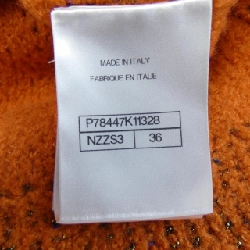 MADE IN ITALY
FABRIQUE EN ITALIE
P78447K11328
NZZS3 36